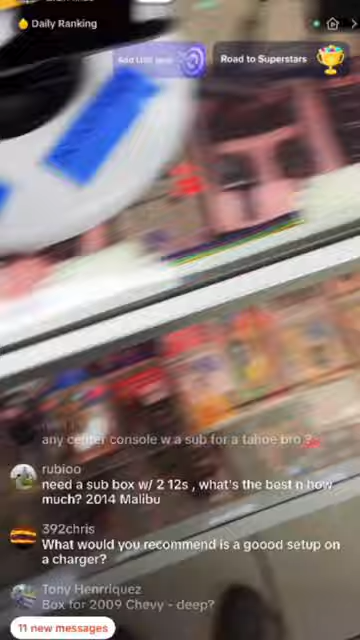 Daily Ranking
Road to Superstars
any center console w a sub for a tahoe bro ?
rubioo
need a sub box w/ 2 12s , what's the best n how
much? 2014 Malibu
392chris
What would you recommend is a goood setup on
a charger?
Tony Henrriquez
Box for 2009 Chevy - deep?
11 new messages